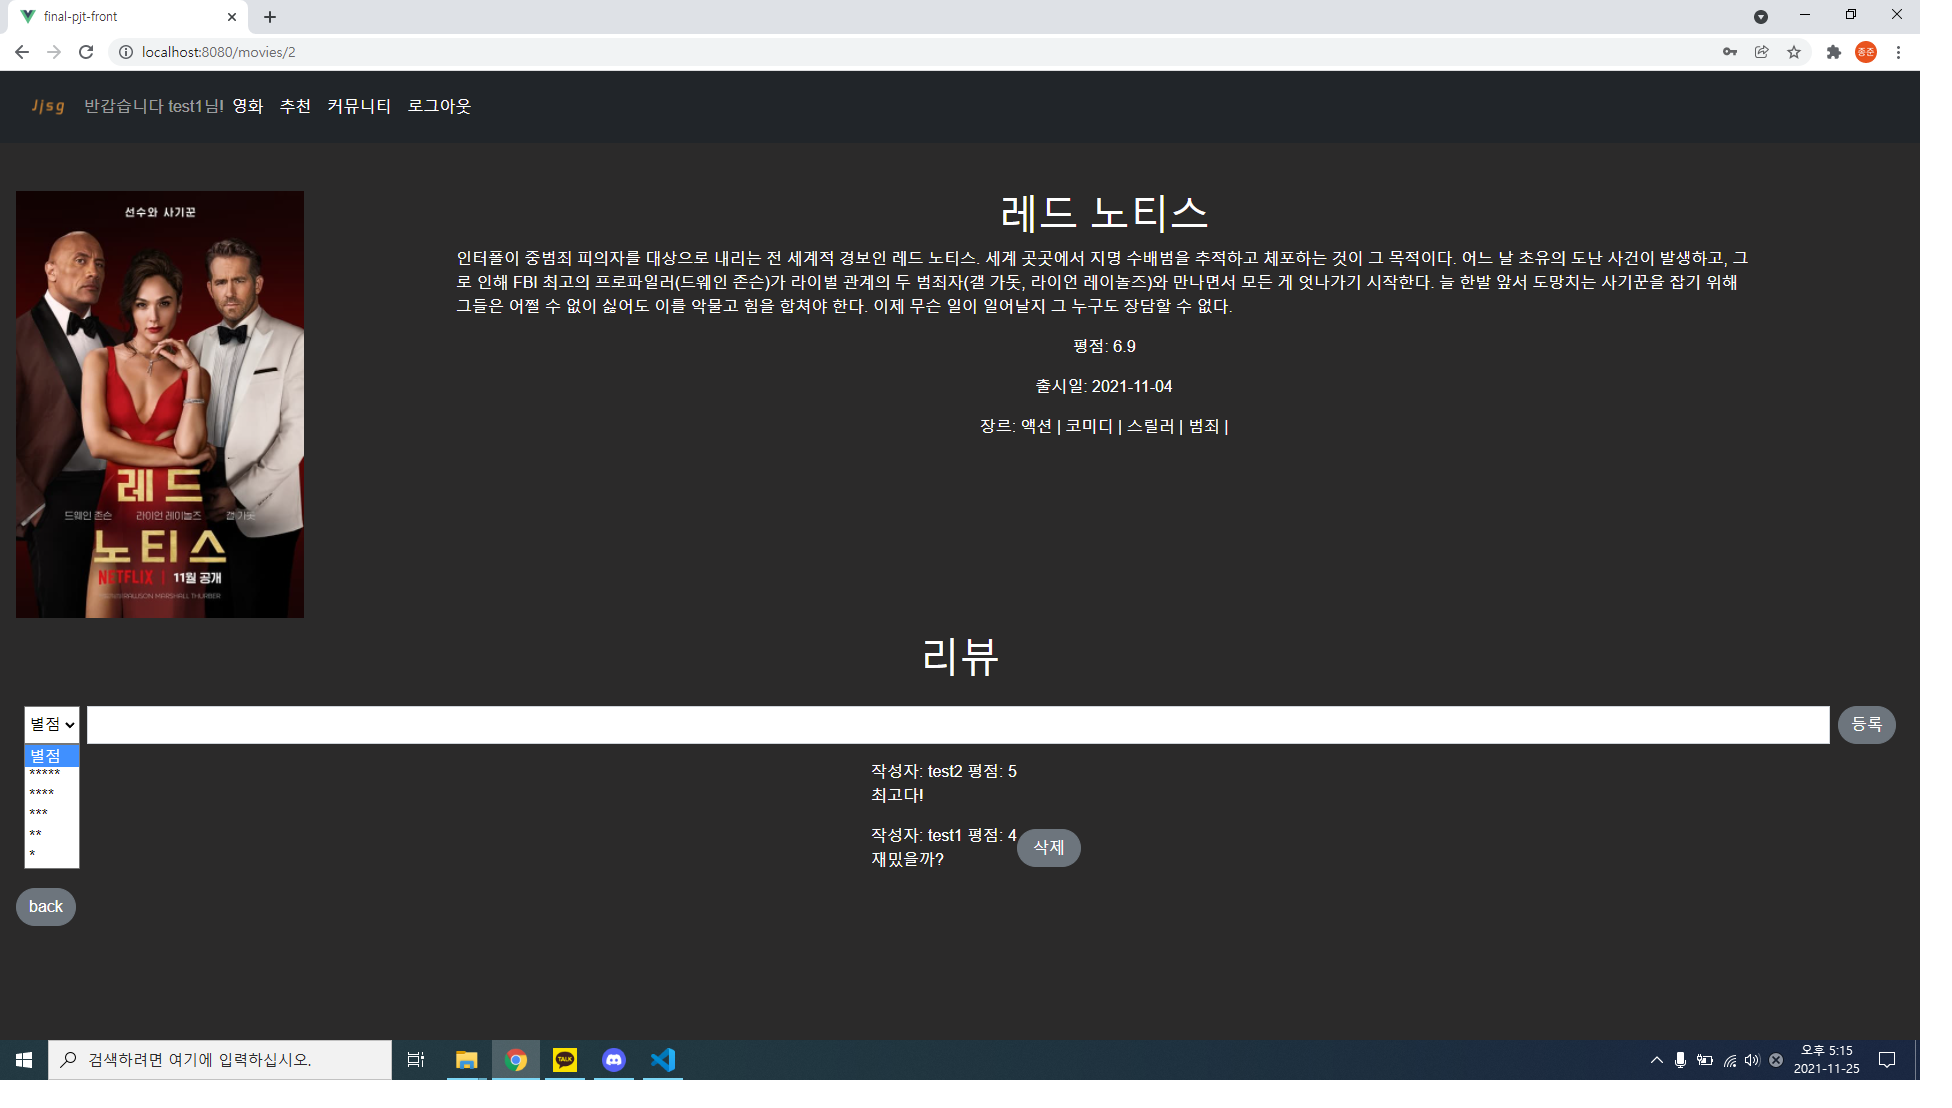 final-pjt-front
localhost:8080/movies/2
종준
Jjsg 반갑습니다 test1님! 영화 추천 커뮤니티 로그아웃
선수와 사기꾼
레드
드웨인 존슨 라이언 레이놀즈 갤 가돗
노티스
NETFLIX | 11월 공개
RAWSON MARSHALL THURBER
레드 노티스
인터폴이 중범죄 피의자를 대상으로 내리는 전 세계적 경보인 레드 노티스. 세계 곳곳에서 지명 수배범을 추적하고 체포하는 것이 그 목적이다. 어느 날 초유의 도난 사건이 발생하고, 그
로 인해 FBI 최고의 프로파일러(드웨인 존슨)가 라이벌 관계의 두 범죄자(갤 가돗, 라이언 레이놀즈)와 만나면서 모든 게 엇나가기 시작한다. 늘 한발 앞서 도망치는 사기꾼을 잡기 위해
그들은 어쩔 수 없이 싫어도 이를 악물고 힘을 합쳐야 한다. 이제 무슨 일이 일어날지 그 누구도 장담할 수 없다.
평점: 6.9
출시일: 2021-11-04
장르: 액션 | 코미디 | 스릴러 | 범죄 |
리뷰
별점
등록
별점
*****
****
***
**
*
작성자: test2 평점: 5
최고다!
작성자: test1 평점: 4
재밌을까?
삭제
back
검색하려면 여기에 입력하십시오.
TALK
오후 5:15
2021-11-25